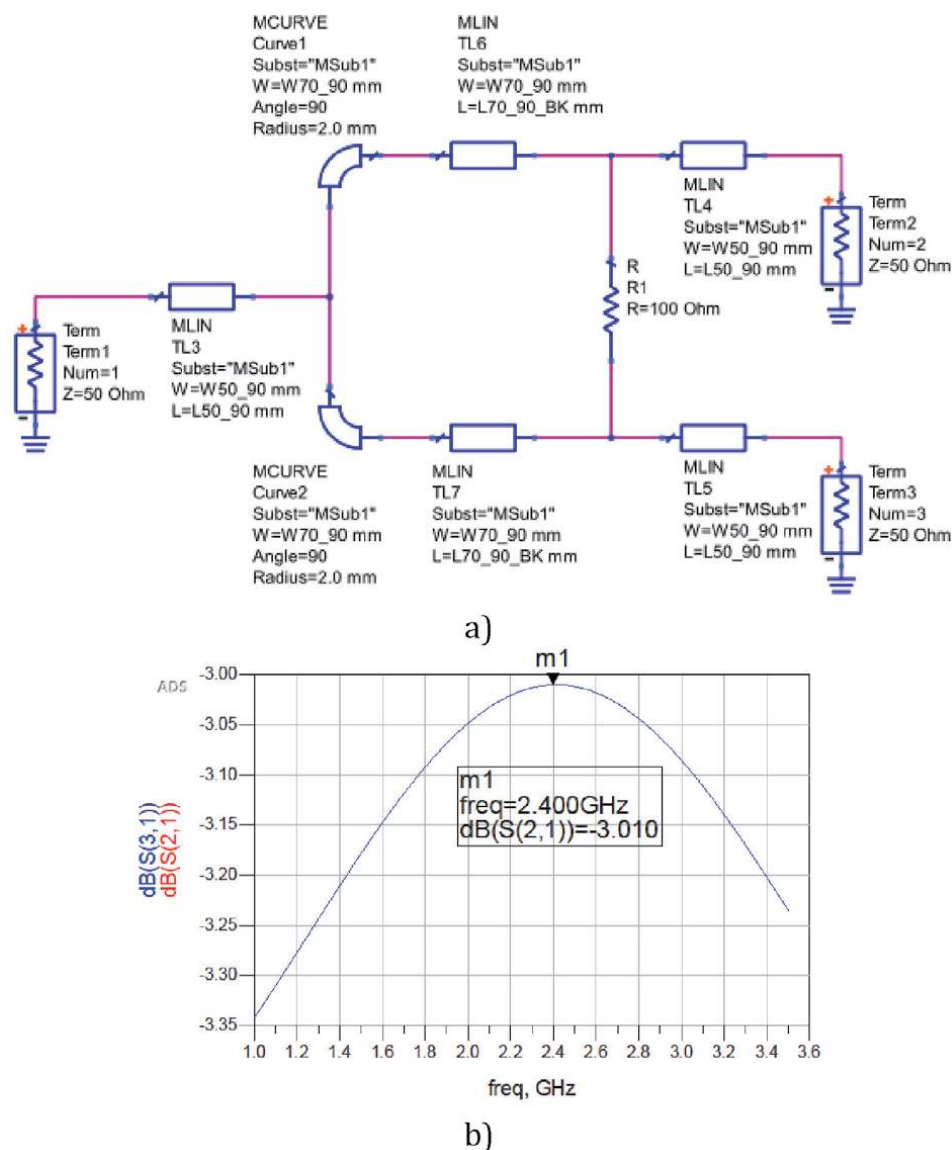 MCURVE
Curve1
Subst="MSub1"
W=W70_90 mm
Angle=90
Radius=2.0 mm
MLIN
TL6
Subst="MSub1"
W=W70_90 mm
L=L70_90_BK mm
MLIN
TL4
Subst="MSub1"
W=W50_90 mm
L=L50_90 mm
+
Term
Term2
Num=2
Z=50 Ohm
-
R
R1
R=100 Ohm
+
Term
Term1
Num=1
Z=50 Ohm
-
MLIN
TL3
Subst="MSub1"
W=W50_90 mm
L=L50_90 mm
MCURVE
Curve2
Subst="MSub1"
W=W70_90 mm
Angle=90
Radius=2.0 mm
MLIN
TL7
Subst="MSub1"
W=W70_90 mm
L=L70_90_BK mm
MLIN
TL5
Subst="MSub1"
W=W50_90 mm
L=L50_90 mm
+
Term
Term3
Num=3
Z=50 Ohm
-
a)
m1
ADS
-3.00
-3.05
-3.10
-3.15
-3.20
-3.25
-3.30
-3.35
dB(S(3,1))
dB(S(2,1))
m1
freq=2.400GHz
dB(S(2,1))=-3.010
1.0 1.2 1.4 1.6 1.8 2.0 2.2 2.4 2.6 2.8 3.0 3.2 3.4 3.6
freq, GHz
b)